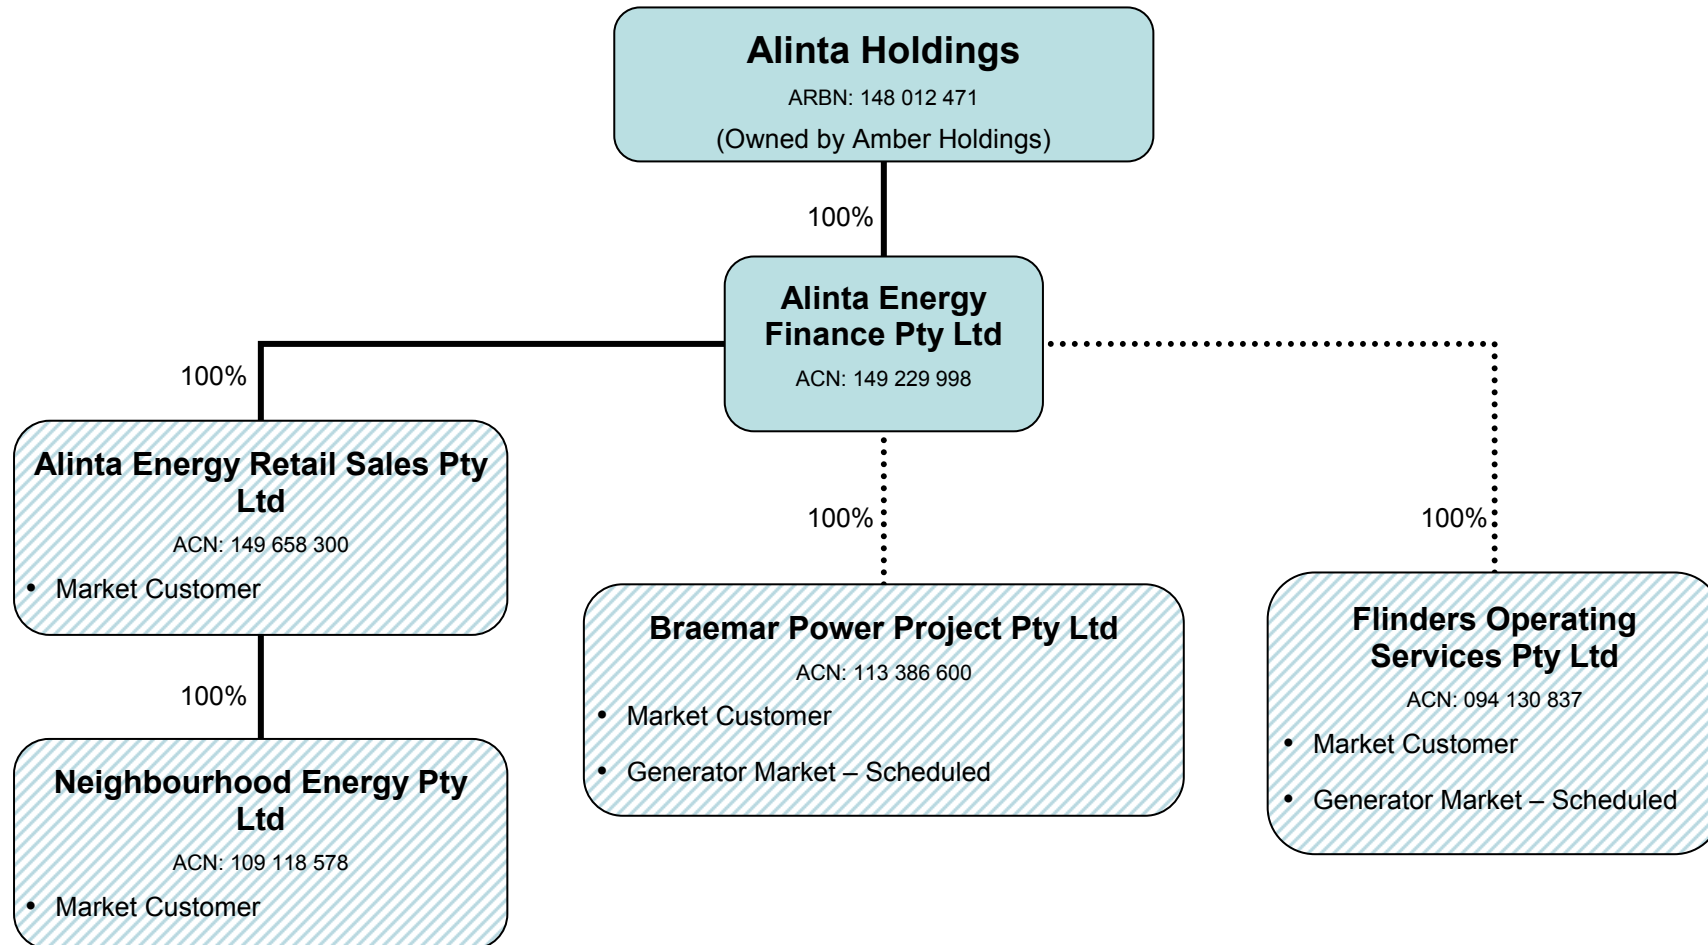 Alinta Holdings
ARBN: 148 012 471
(Owned by Amber Holdings)
100%
Alinta Energy
Finance Pty Ltd
ACN: 149 229 998
100%
Alinta Energy Retail Sales Pty
Ltd
ACN: 149 658 300
• Market Customer
100%
Neighbourhood Energy Pty
Ltd
ACN: 109 118 578
• Market Customer
100%
Braemar Power Project Pty Ltd
ACN: 113 386 600
• Market Customer
• Generator Market – Scheduled
100%
Flinders Operating
Services Pty Ltd
ACN: 094 130 837
• Market Customer
• Generator Market – Scheduled